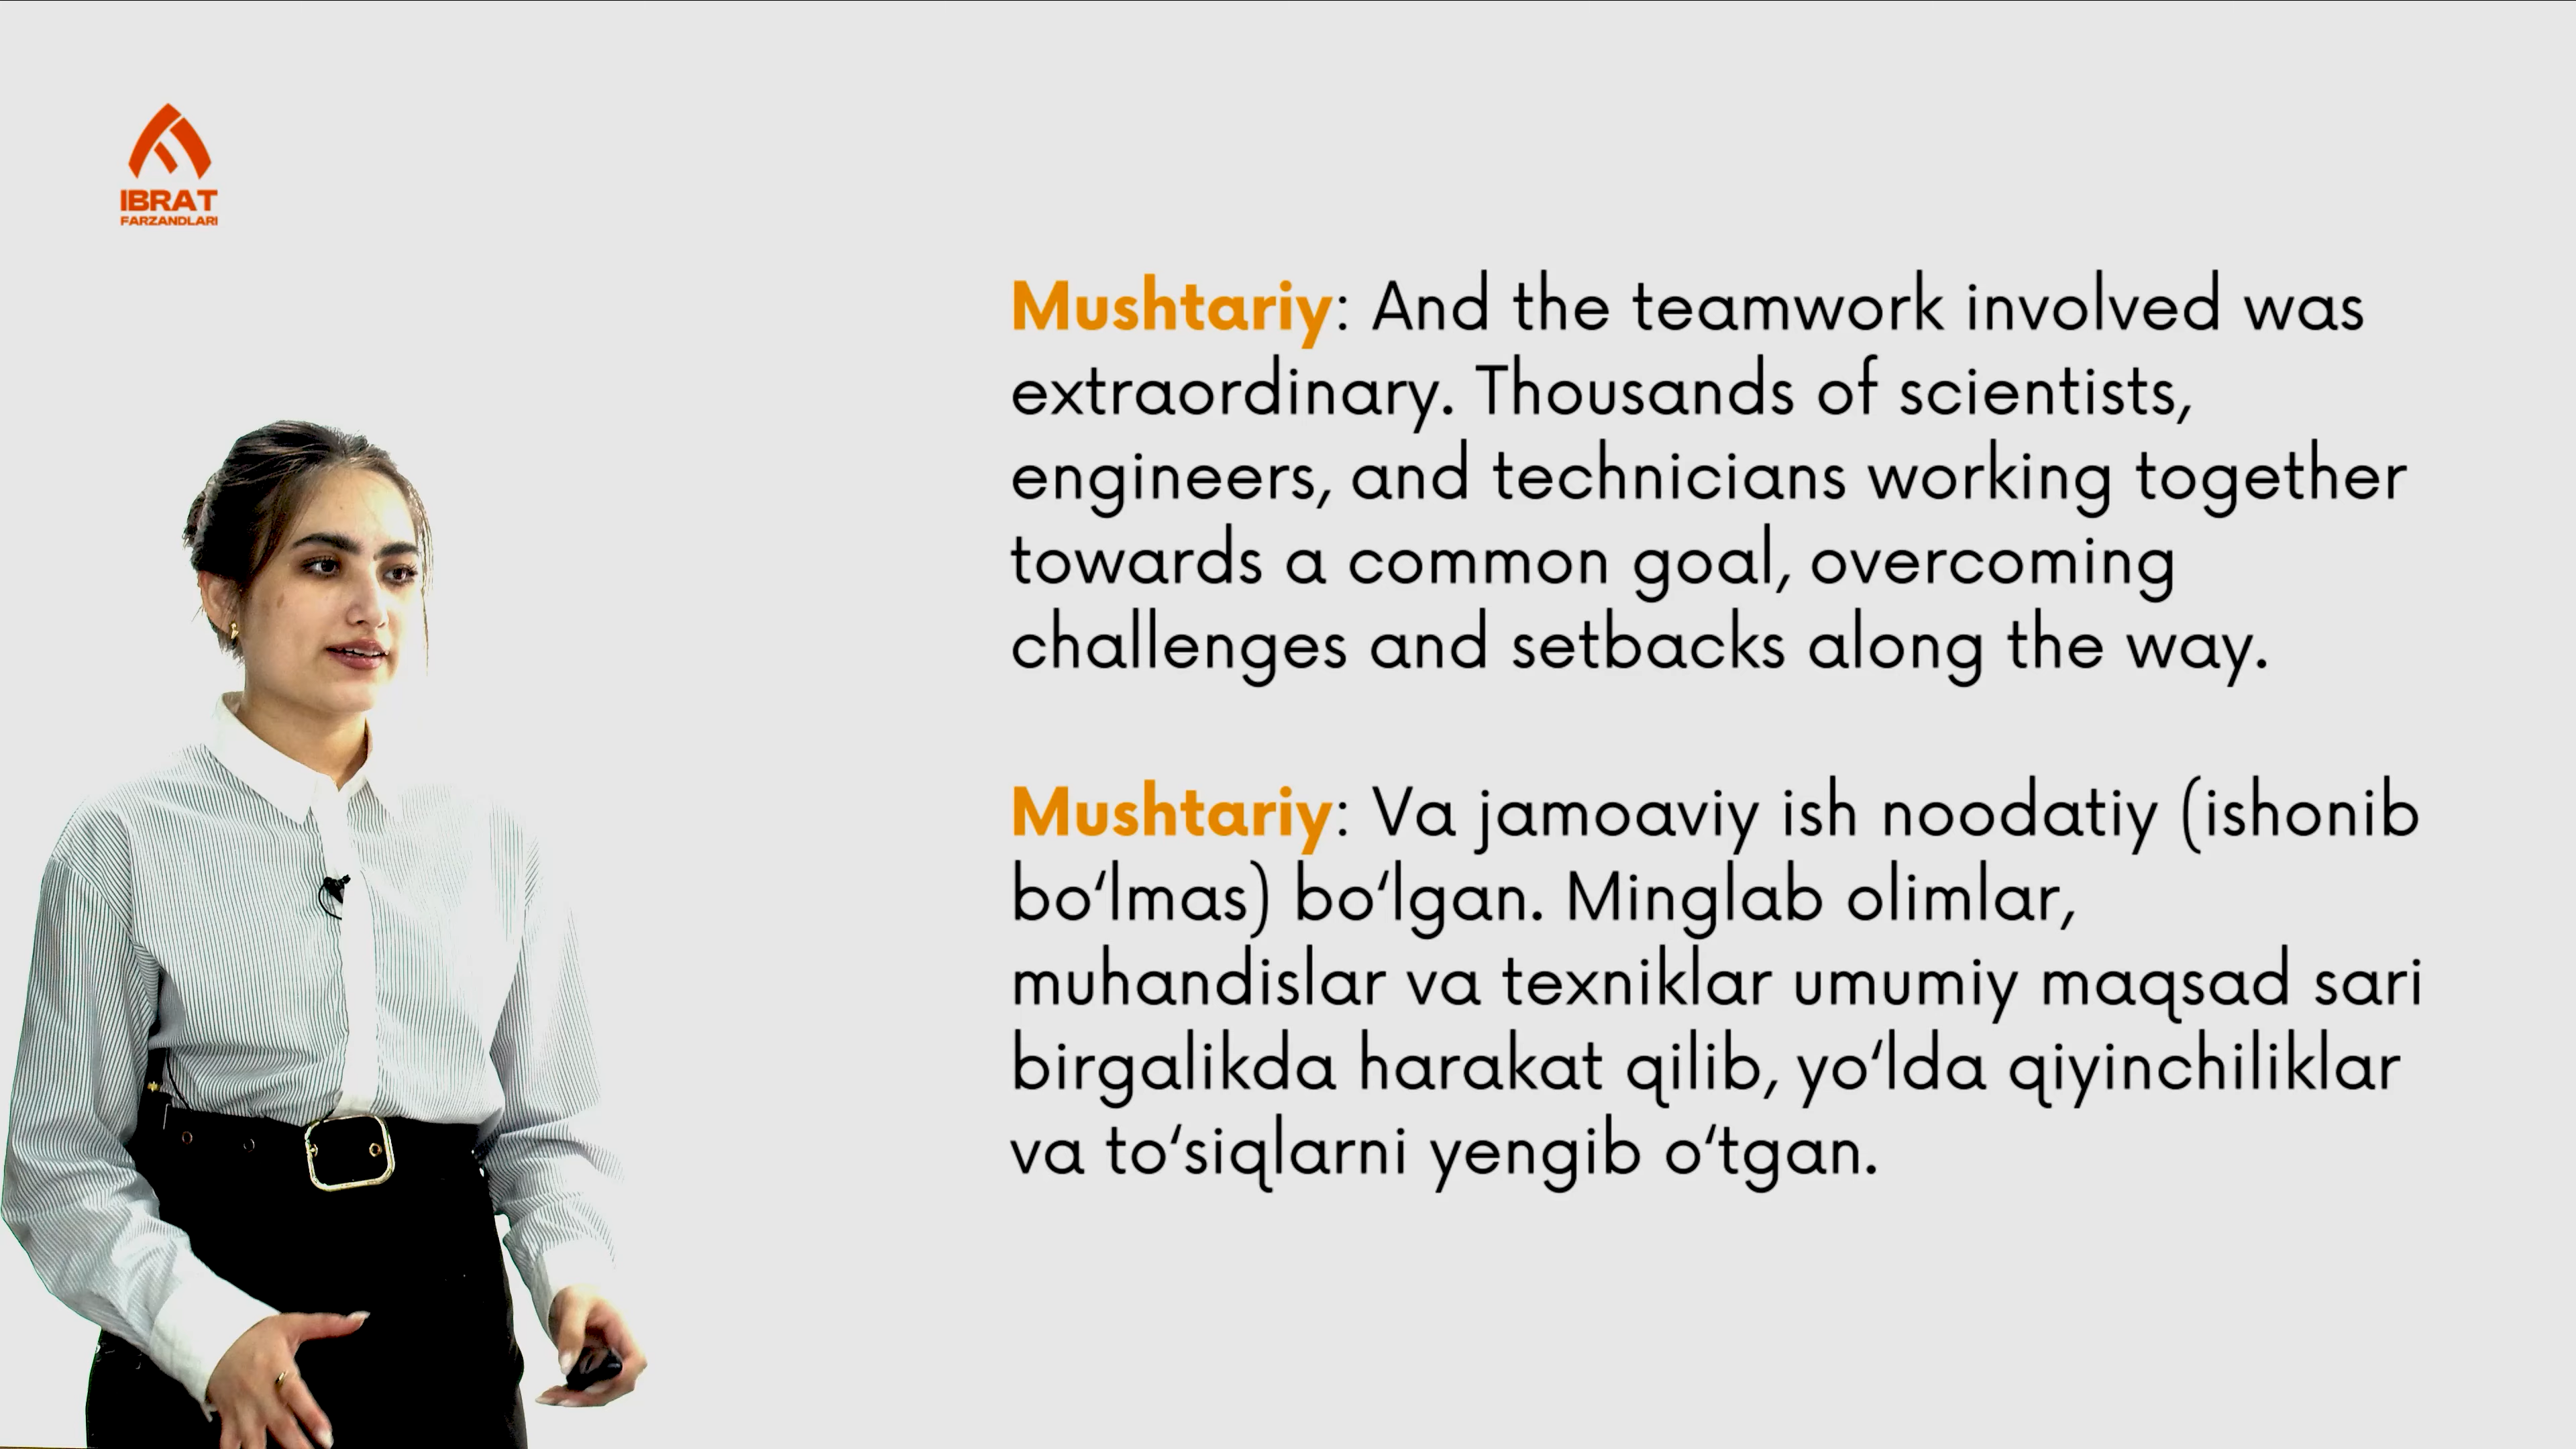 IBRAT
FARZANDLARI
Mushtariy: And the teamwork involved was
extraordinary. Thousands of scientists,
engineers, and technicians working together
towards a common goal, overcoming
challenges and setbacks along the way.
Mushtariy: Va jamoaviy ish noodatiy (ishonib
bo‘lmas) bo‘lgan. Minglab olimlar,
muhandislar va texniklar umumiy maqsad sari
birgalikda harakat qilib, yo‘lda qiyinchiliklar
va to‘siqlarni yengib o‘tgan.